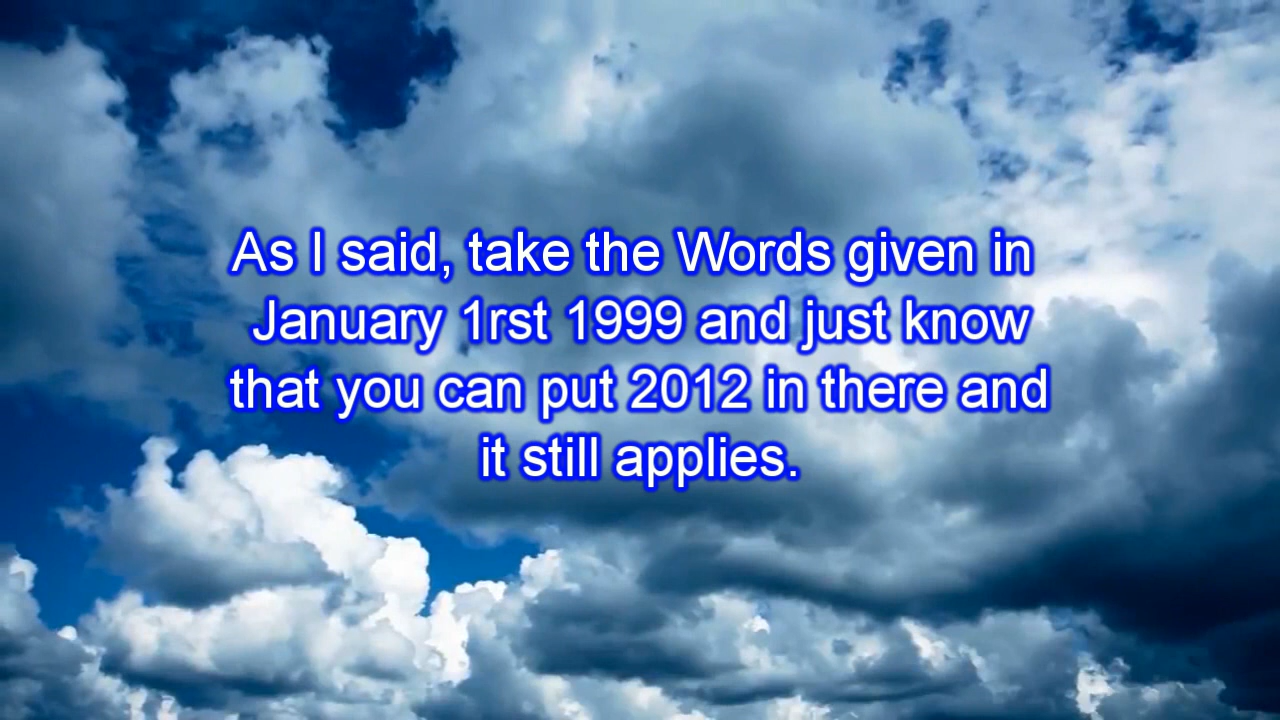 As I said, take the Words given in
January 1rst 1999 and just know
that you can put 2012 in there and
it still applies.